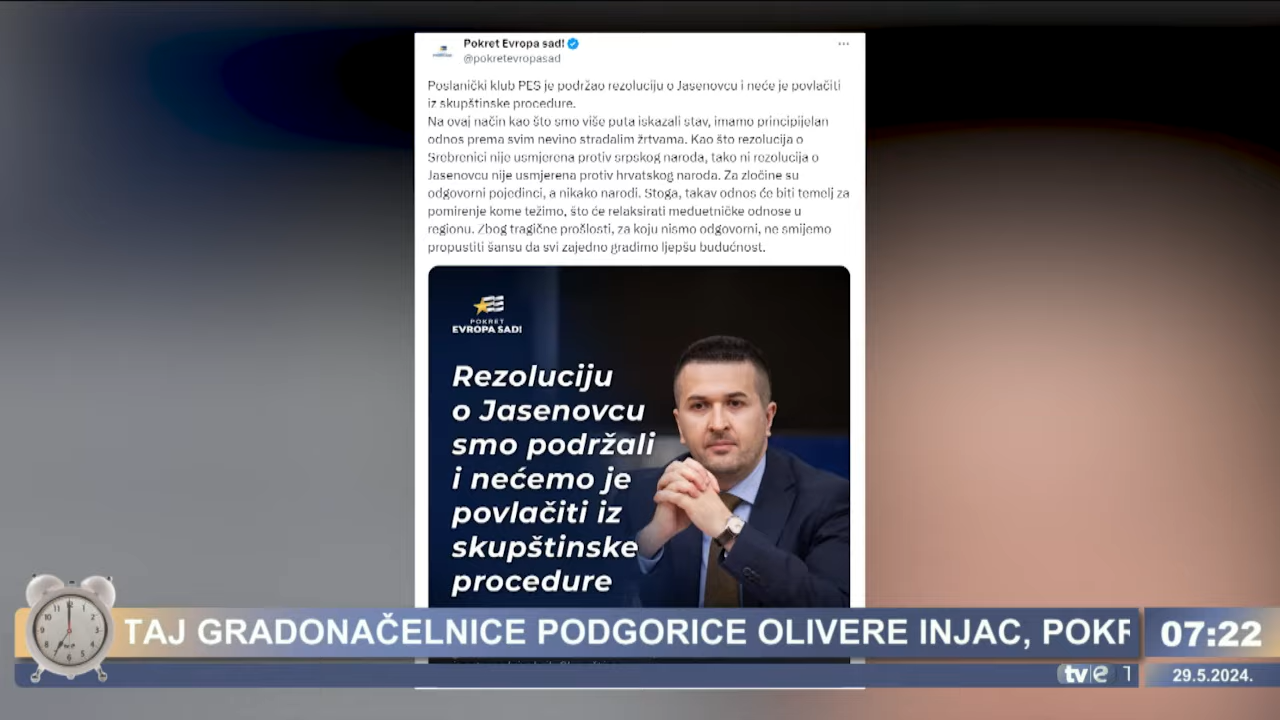 Pokret Evropa sad!
@pokretevropasad
Poslanički klub PES je podržao rezoluciju o Jasenovcu i neće je povlačiti
iz skupštinske procedure.
Na ovaj način kao što smo više puta iskazali stav, imamo principijelan
odnos prema svim nevino stradalim žrtvama. Kao što rezolucija o
Srebrenici nije usmjerena protiv srpskog naroda, tako ni rezolucija o
Jasenovcu nije usmjerena protiv hrvatskog naroda. Za zločine su
odgovorni pojedinci, a nikako narodi. Stoga, takav odnos će biti temelj za
pomirenje kome težimo, što će relaksirati međuetničke odnose u
regionu. Zbog tragične prošlosti, za koju nismo odgovorni, ne smijemo
propustiti šansu da svi zajedno gradimo ljepšu budućnost.
POKRET
EVROPA SAD!
Rezoluciju
o Jasenovcu
smo podržali
i nećemo je
povlačiti iz
skupštinske
procedure
TAJ GRADONAČELNICE PODGORICE OLIVERE INJAC, POKR
07:22
tve 1
29.5.2024.